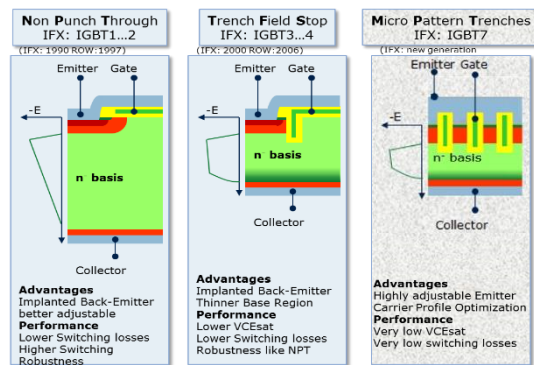 Non Punch Through
IFX: IGBT1...2
(IFX: 1990 ROW:1997)
Emitter Gate
-E
n⁻ basis
Collector
Advantages
Implanted Back-Emitter
better adjustable
Performance
Lower Switching losses
Higher Switching
Robustness
Trench Field Stop
IFX: IGBT3...4
(IFX: 2000 ROW:2006)
Emitter Gate
-E
n⁻ basis
Collector
Advantages
Implanted Back-Emitter
Thinner Base Region
Performance
Lower VCEsat
Lower Switching losses
Robustness like NPT
Micro Pattern Trenches
IFX: IGBT7
(IFX: new generation
Emitter Gate
-E
n⁻ basis
Collector
Advantages
Highly adjustable Emitter
Carrier Profile Optimization
Performance
Very low VCEsat
Very low switching losses